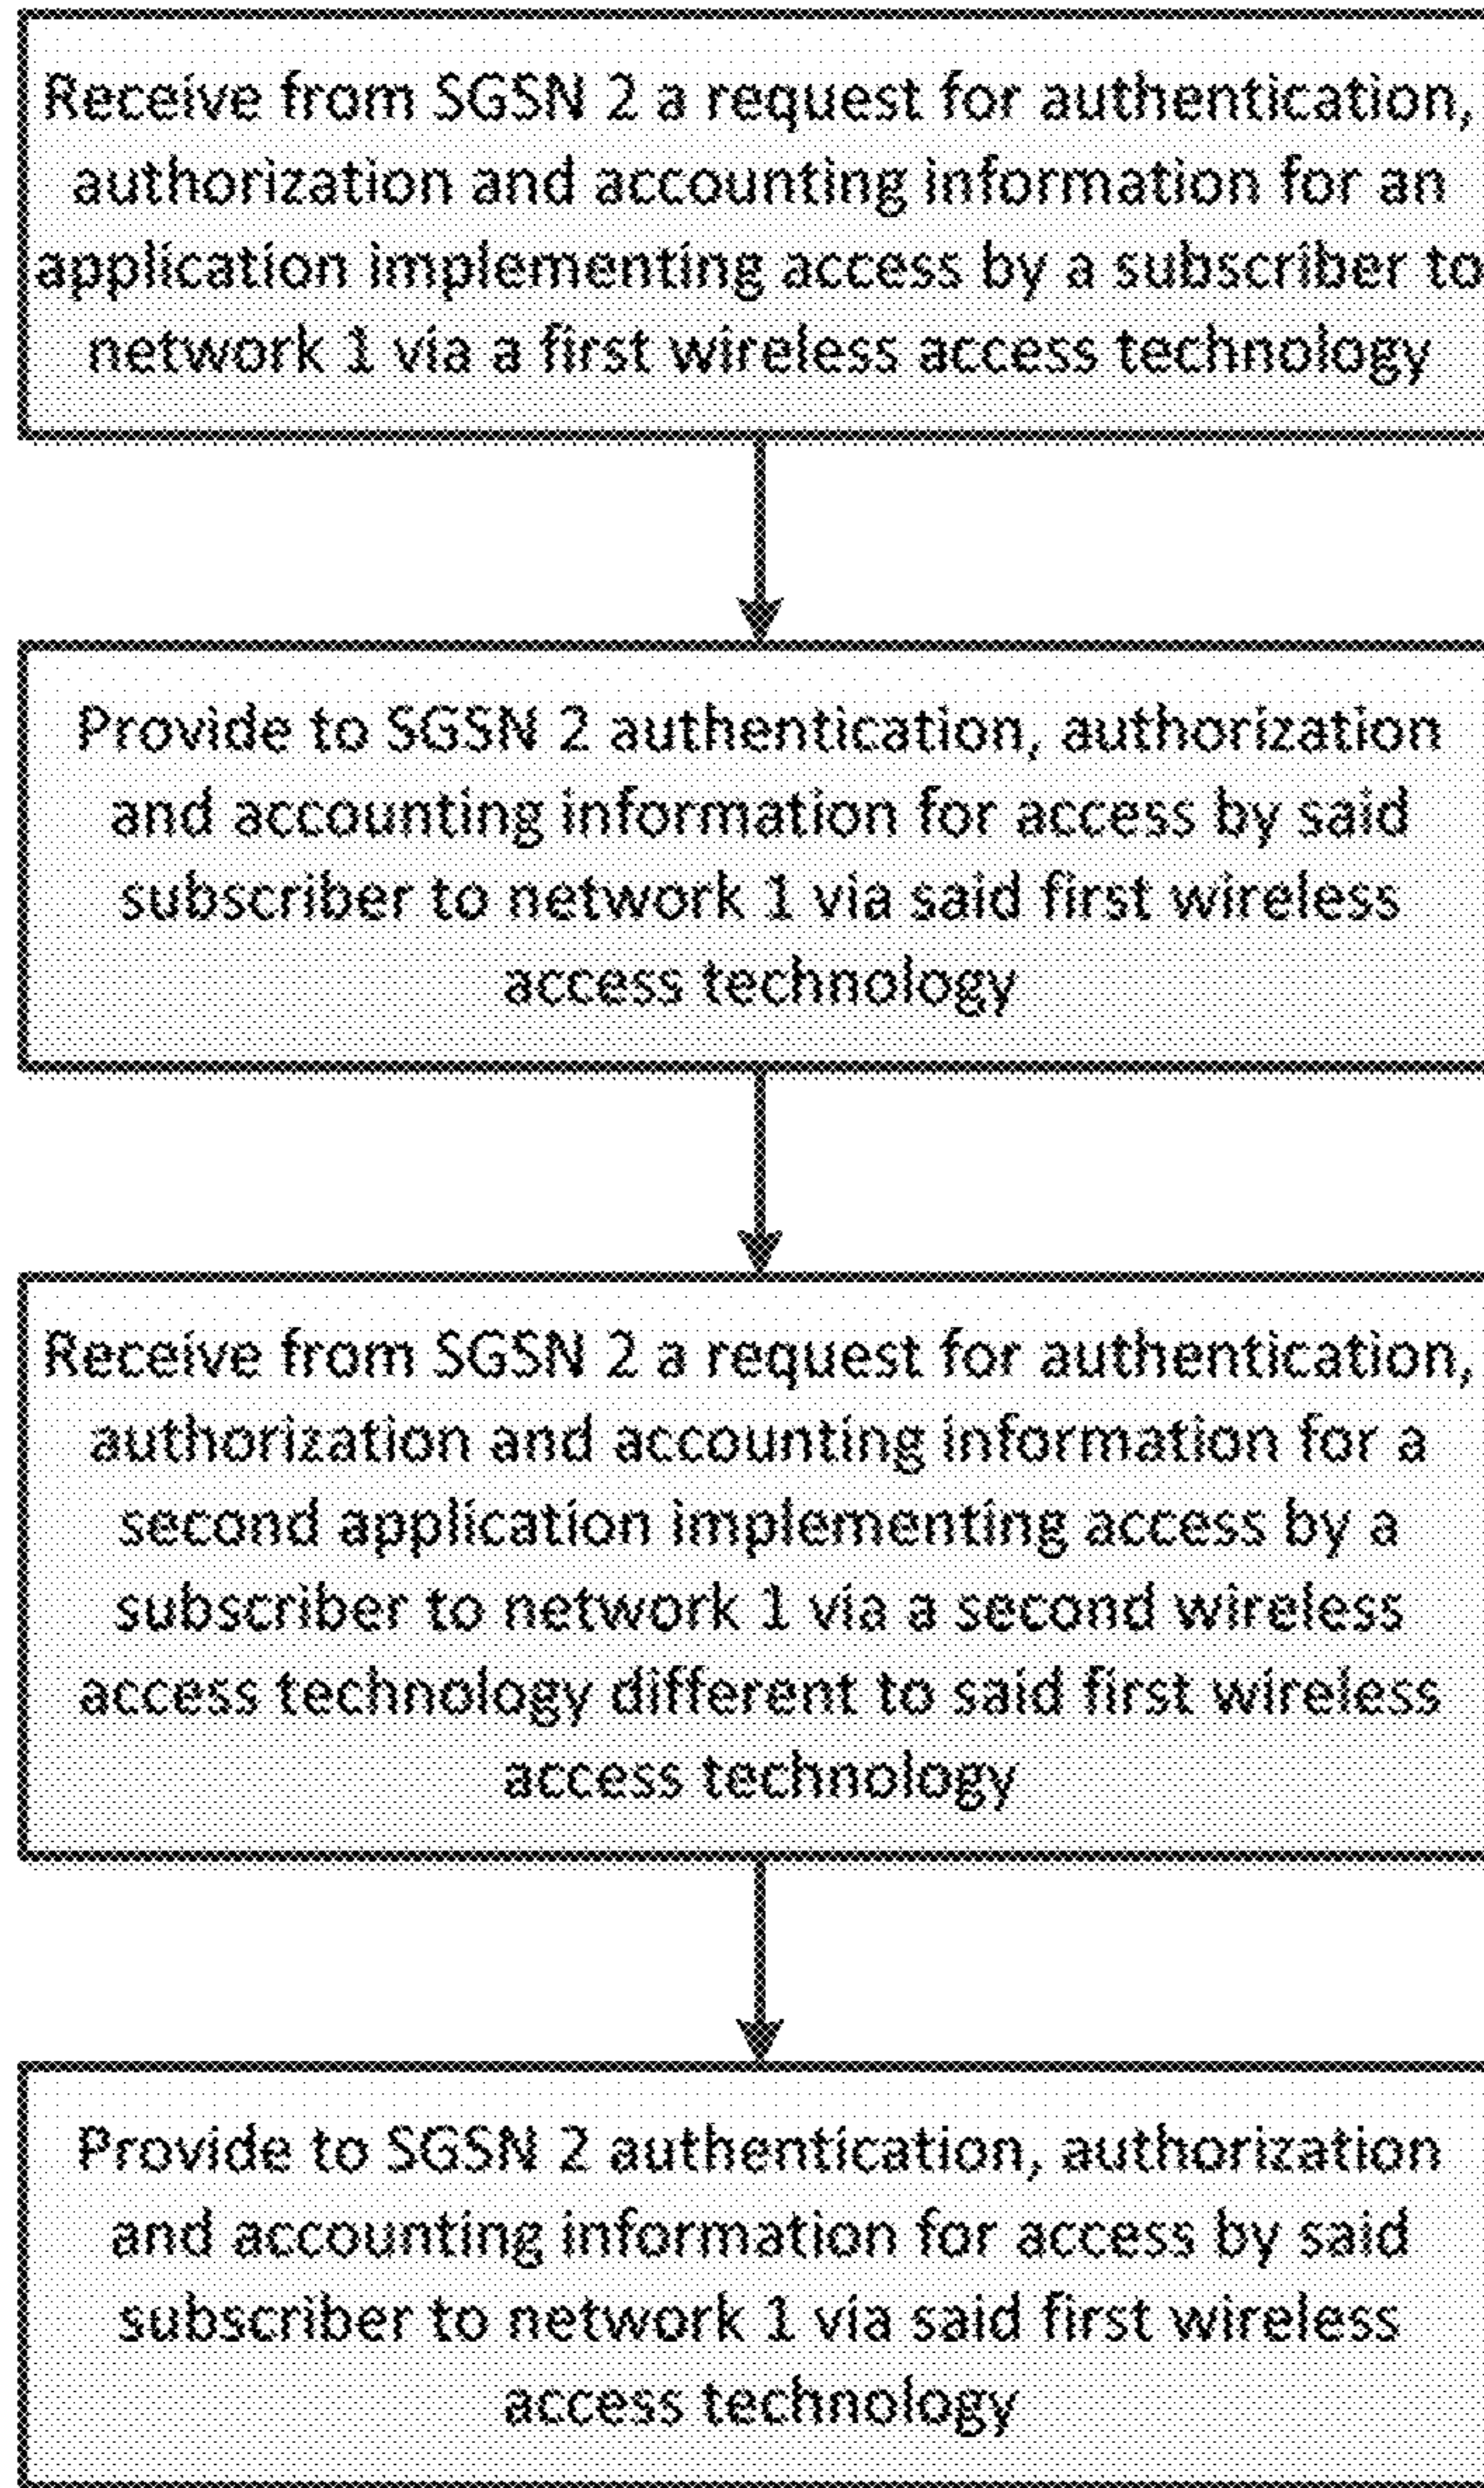 Receive from SGSN 2 a request for authentication,
authorization and accounting information for an
application implementing access by a subscriber to
network 1 via a first wireless access technology
Provide to SGSN 2 authentication, authorization
and accounting information for access by said
subscriber to network 1 via said first wireless
access technology
Receive from SGSN 2 a request for authentication,
authorization and accounting information for a
second application implementing access by a
subscriber to network 1 via a second wireless
access technology different to said first wireless
access technology
Provide to SGSN 2 authentication, authorization
and accounting information for access by said
subscriber to network 1 via said first wireless
access technology